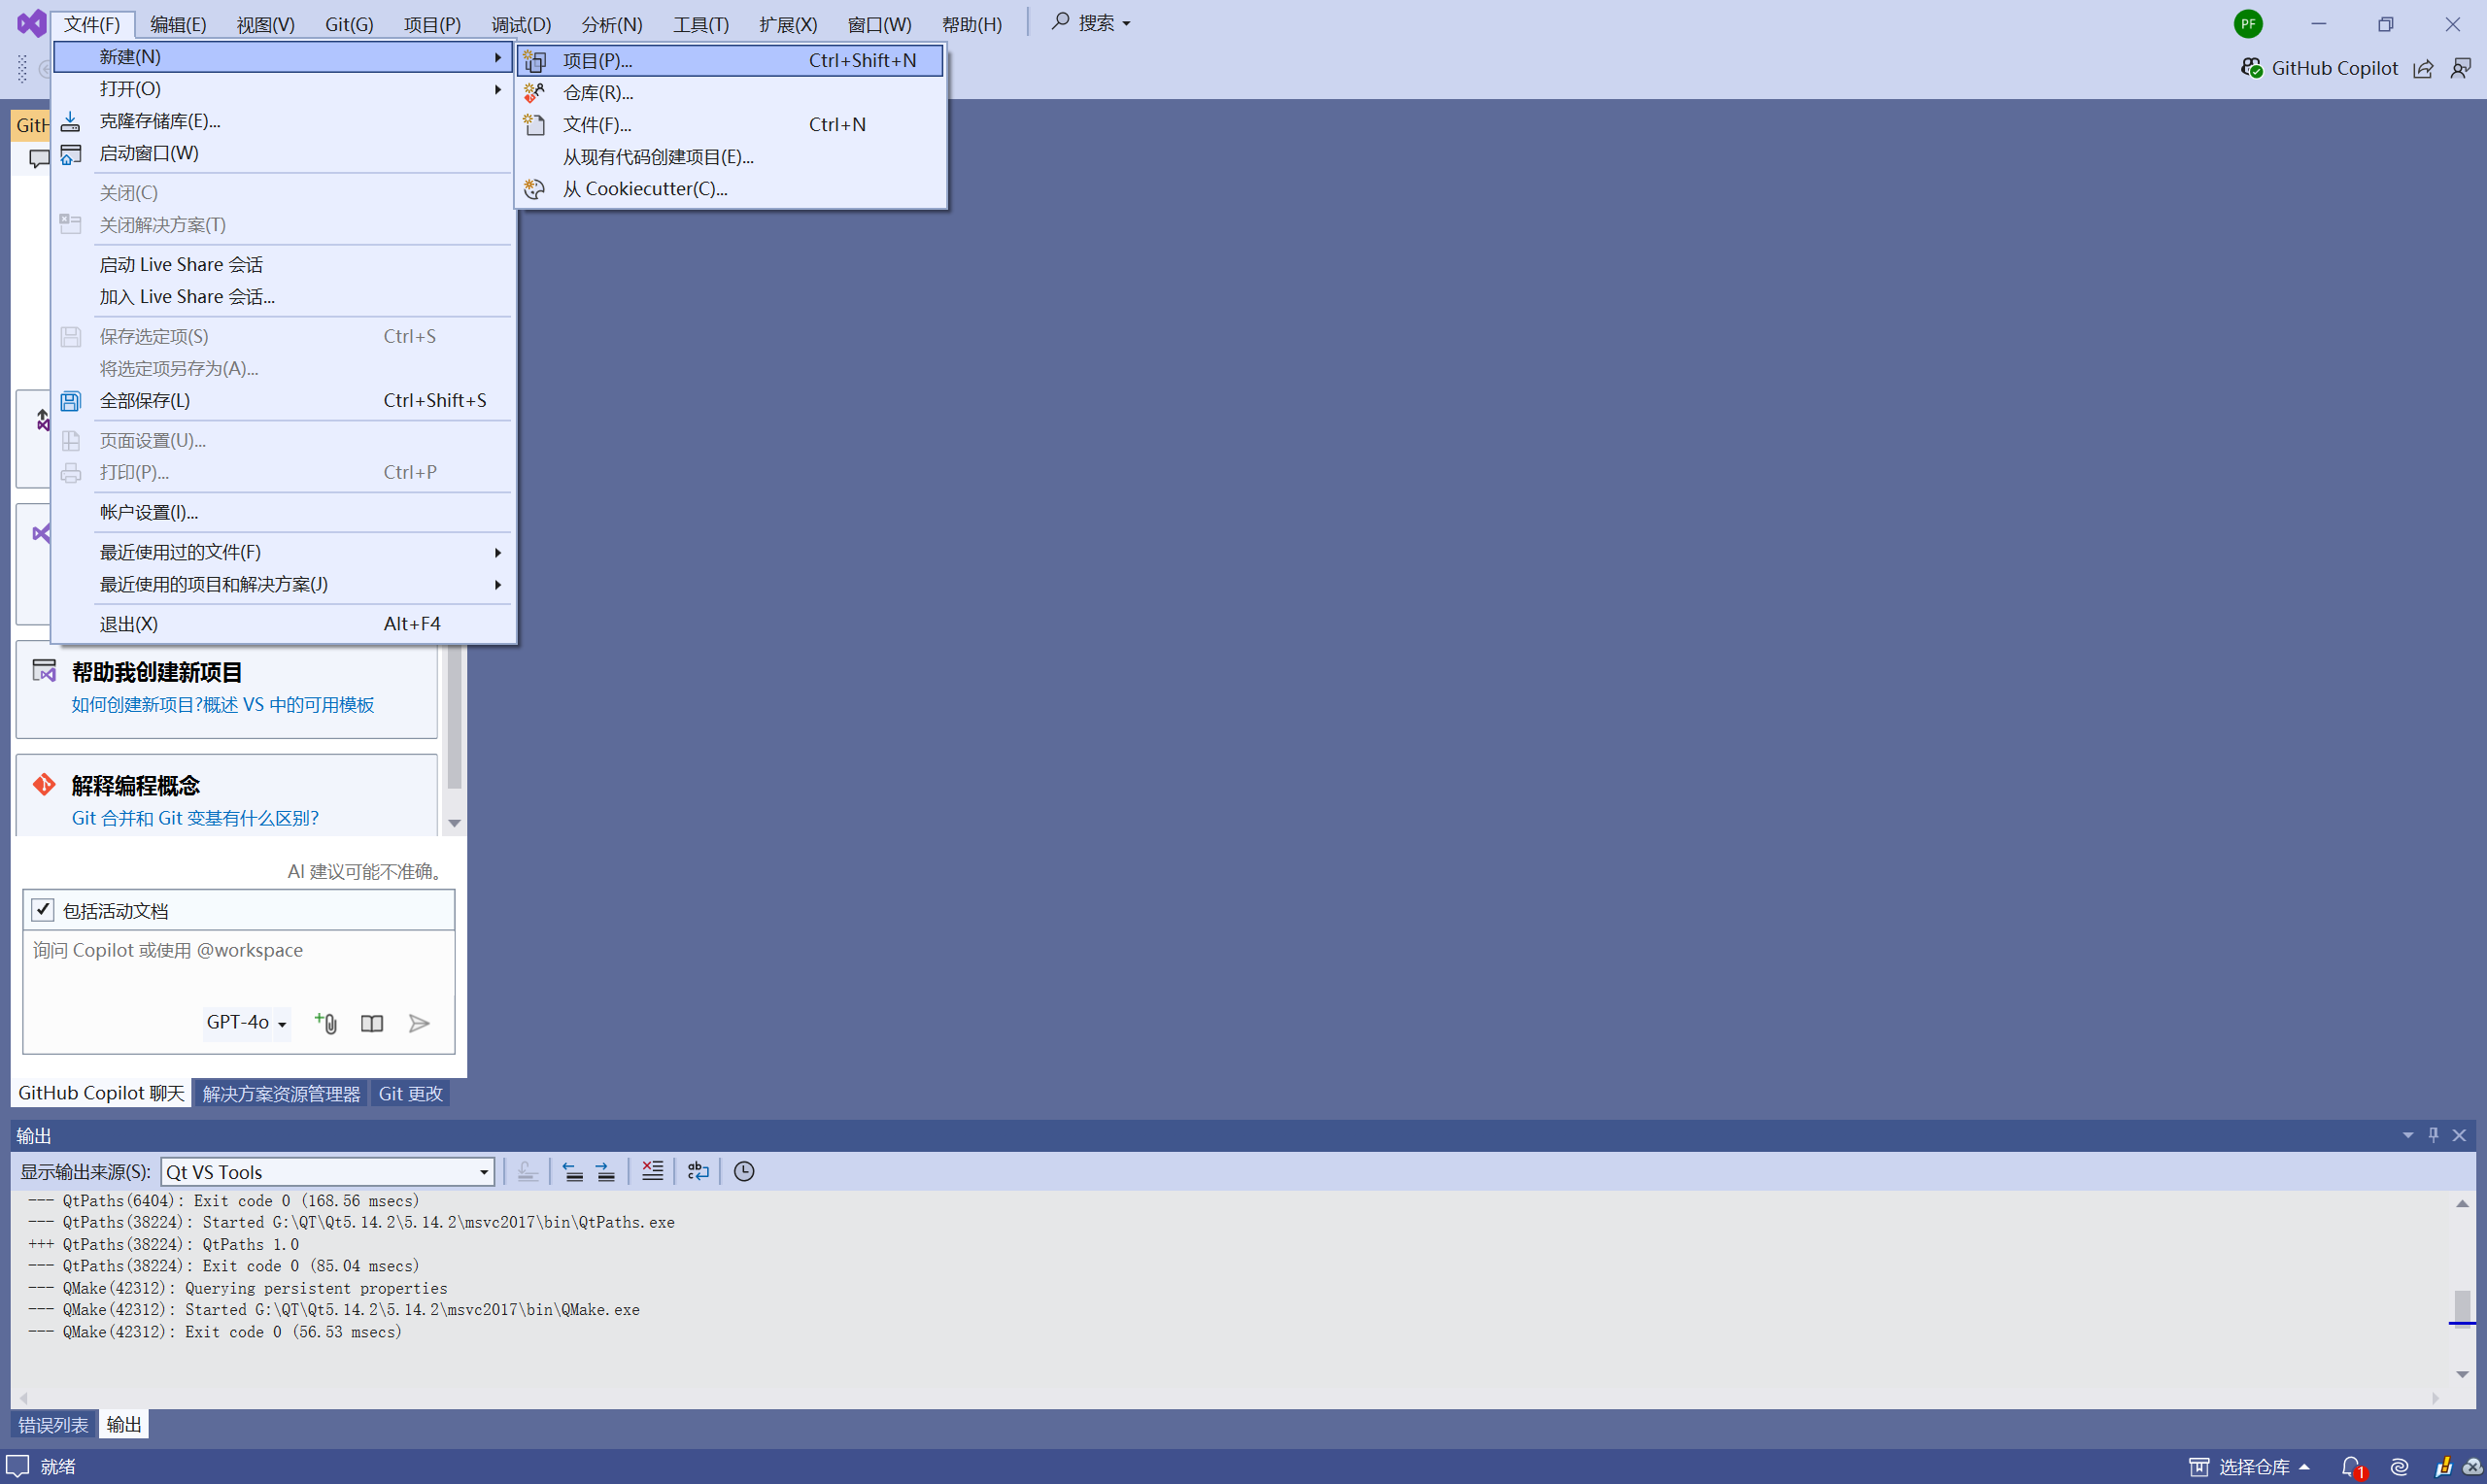 文件(F) 编辑(E) 视图(V) Git(G) 项目(P) 调试(D) 分析(N) 工具(T) 扩展(X) 窗口(W) 帮助(H) 搜索 PF
GitHub Copilot
新建(N)
打开(O)
克隆存储库(E)...
启动窗口(W)
关闭(C)
关闭解决方案(T)
启动 Live Share 会话
加入 Live Share 会话...
保存选定项(S) Ctrl+S
将选定项另存为(A)...
全部保存(L) Ctrl+Shift+S
页面设置(U)...
打印(P)... Ctrl+P
帐户设置(I)...
最近使用过的文件(F)
最近使用的项目和解决方案(J)
退出(X) Alt+F4
项目(P)... Ctrl+Shift+N
仓库(R)...
文件(F)... Ctrl+N
从现有代码创建项目(E)...
从 Cookiecutter(C)...
GitH
帮助我创建新项目
如何创建新项目?概述 VS 中的可用模板
解释编程概念
Git 合并和 Git 变基有什么区别?
AI 建议可能不准确。
包括活动文档
询问 Copilot 或使用 @workspace
GPT-4o
GitHub Copilot 聊天 解决方案资源管理器 Git 更改
输出
显示输出来源(S): Qt VS Tools
--- QtPaths(6404): Exit code 0 (168.56 msecs)
--- QtPaths(38224): Started G:\QT\Qt5.14.2\5.14.2\msvc2017\bin\QtPaths.exe
+++ QtPaths(38224): QtPaths 1.0
--- QtPaths(38224): Exit code 0 (85.04 msecs)
--- QMake(42312): Querying persistent properties
--- QMake(42312): Started G:\QT\Qt5.14.2\5.14.2\msvc2017\bin\QMake.exe
--- QMake(42312): Exit code 0 (56.53 msecs)
错误列表 输出
就绪 选择仓库 1